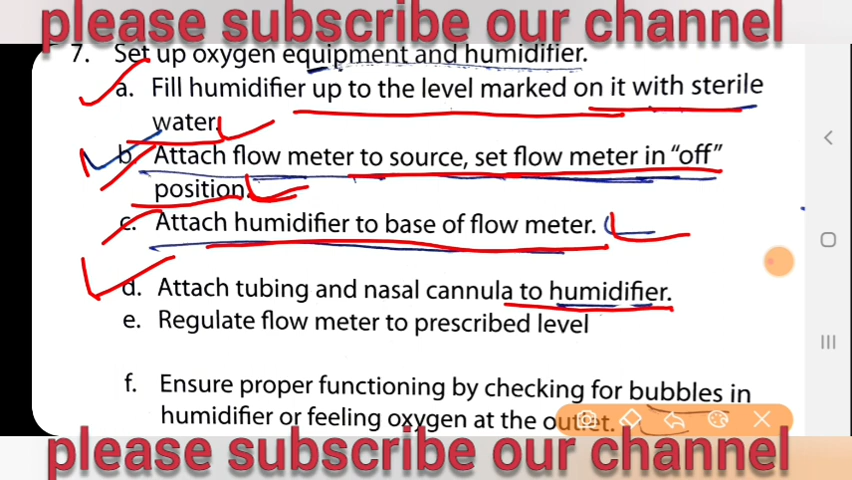 please subscribe our channel
7. Set up oxygen equipment and humidifier.
a. Fill humidifier up to the level marked on it with sterile
water.
b. Attach flow meter to source, set flow meter in “off”
position.
c. Attach humidifier to base of flow meter.
d. Attach tubing and nasal cannula to humidifier.
e. Regulate flow meter to prescribed level
f. Ensure proper functioning by checking for bubbles in
humidifier or feeling oxygen at the outlet.
please subscribe our channel